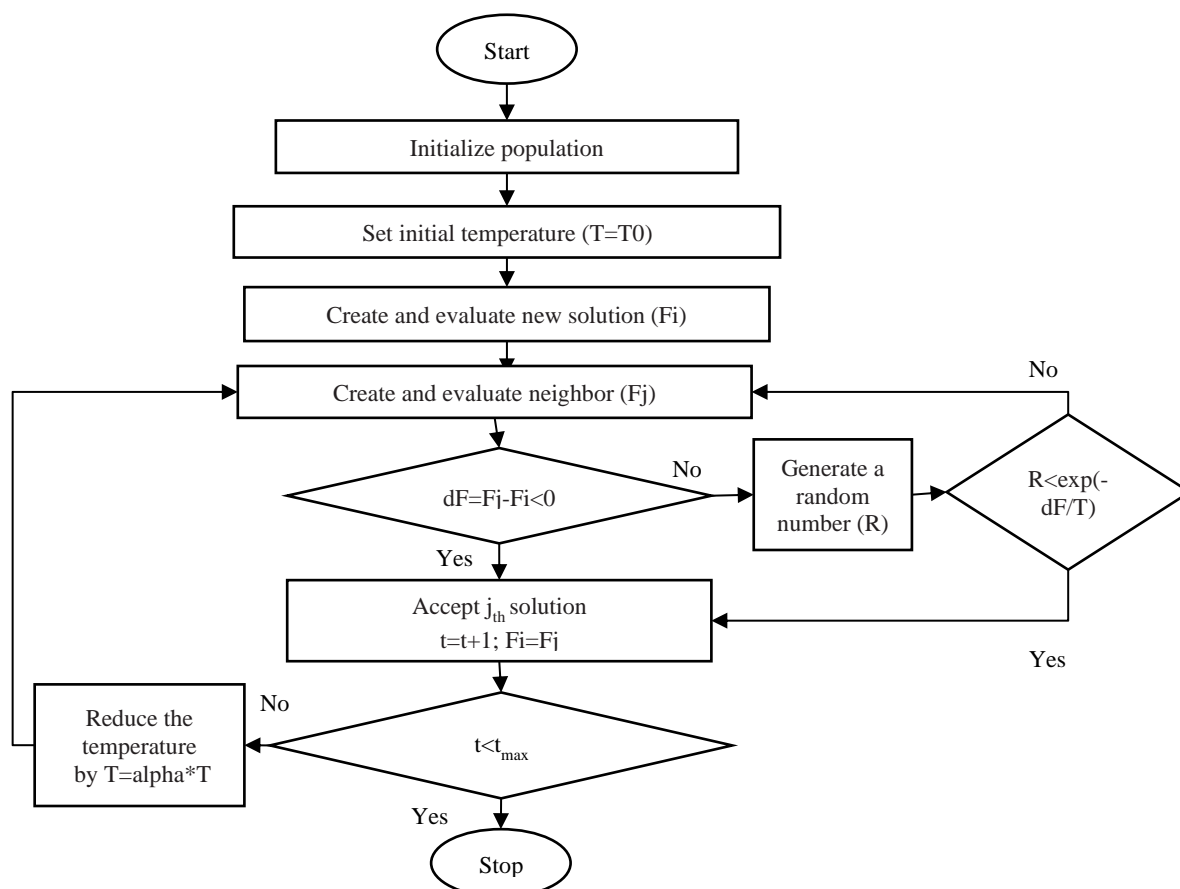 Start
Initialize population
Set initial temperature (T=T0)
Create and evaluate new solution (Fi)
Create and evaluate neighbor (Fj)
No
dF=Fj-Fi<0
No
Generate a
random
number (R)
R<exp(-
dF/T)
Yes
Accept jth solution
t=t+1; Fi=Fj
Yes
No
Reduce the
temperature
by T=alpha*T
t<tmax
Yes
Stop